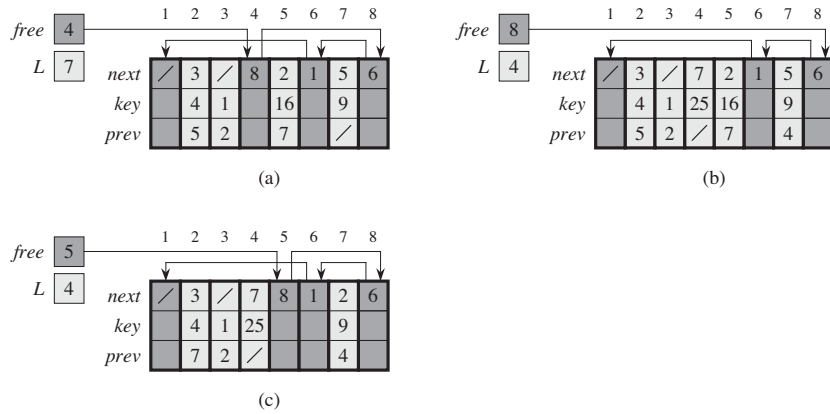 1 2 3 4 5 6 7 8
free 4
L 7
next / 3 / 8 2 1 5 6
key 4 1 16 9
prev 5 2 7 /
(a)
1 2 3 4 5 6 7 8
free 8
L 4
next / 3 / 7 2 1 5 6
key 4 1 25 16 9
prev 5 2 / 7 4
(b)
1 2 3 4 5 6 7 8
free 5
L 4
next / 3 / 7 8 1 2 6
key 4 1 25 9
prev 7 2 / 4
(c)